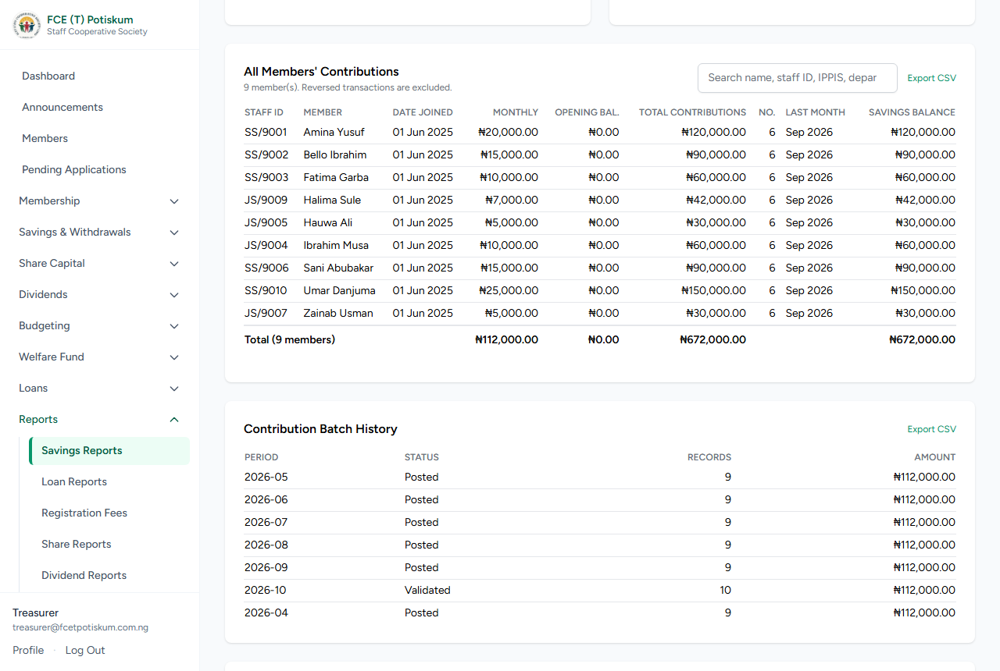 FCE (T) Potiskum
Staff Cooperative Society
Dashboard
Announcements
Members
Pending Applications
Membership
Savings & Withdrawals
Share Capital
Dividends
Budgeting
Welfare Fund
Loans
Reports
Savings Reports
Loan Reports
Registration Fees
Share Reports
Dividend Reports
Treasurer
treasurer@fcetpotiskum.com.ng
Profile · Log Out
All Members' Contributions
9 member(s). Reversed transactions are excluded.
Search name, staff ID, IPPIS, depar
Export CSV
STAFF ID MEMBER DATE JOINED MONTHLY OPENING BAL. TOTAL CONTRIBUTIONS NO. LAST MONTH SAVINGS BALANCE
SS/9001 Amina Yusuf 01 Jun 2025 ₦20,000.00 ₦0.00 ₦120,000.00 6 Sep 2026 ₦120,000.00
SS/9002 Bello Ibrahim 01 Jun 2025 ₦15,000.00 ₦0.00 ₦90,000.00 6 Sep 2026 ₦90,000.00
SS/9003 Fatima Garba 01 Jun 2025 ₦10,000.00 ₦0.00 ₦60,000.00 6 Sep 2026 ₦60,000.00
JS/9009 Halima Sule 01 Jun 2025 ₦7,000.00 ₦0.00 ₦42,000.00 6 Sep 2026 ₦42,000.00
JS/9005 Hauwa Ali 01 Jun 2025 ₦5,000.00 ₦0.00 ₦30,000.00 6 Sep 2026 ₦30,000.00
JS/9004 Ibrahim Musa 01 Jun 2025 ₦10,000.00 ₦0.00 ₦60,000.00 6 Sep 2026 ₦60,000.00
SS/9006 Sani Abubakar 01 Jun 2025 ₦15,000.00 ₦0.00 ₦90,000.00 6 Sep 2026 ₦90,000.00
SS/9010 Umar Danjuma 01 Jun 2025 ₦25,000.00 ₦0.00 ₦150,000.00 6 Sep 2026 ₦150,000.00
JS/9007 Zainab Usman 01 Jun 2025 ₦5,000.00 ₦0.00 ₦30,000.00 6 Sep 2026 ₦30,000.00
Total (9 members) ₦112,000.00 ₦0.00 ₦672,000.00 ₦672,000.00
Contribution Batch History
Export CSV
PERIOD STATUS RECORDS AMOUNT
2026-05 Posted 9 ₦112,000.00
2026-06 Posted 9 ₦112,000.00
2026-07 Posted 9 ₦112,000.00
2026-08 Posted 9 ₦112,000.00
2026-09 Posted 9 ₦112,000.00
2026-10 Validated 10 ₦112,000.00
2026-04 Posted 9 ₦112,000.00